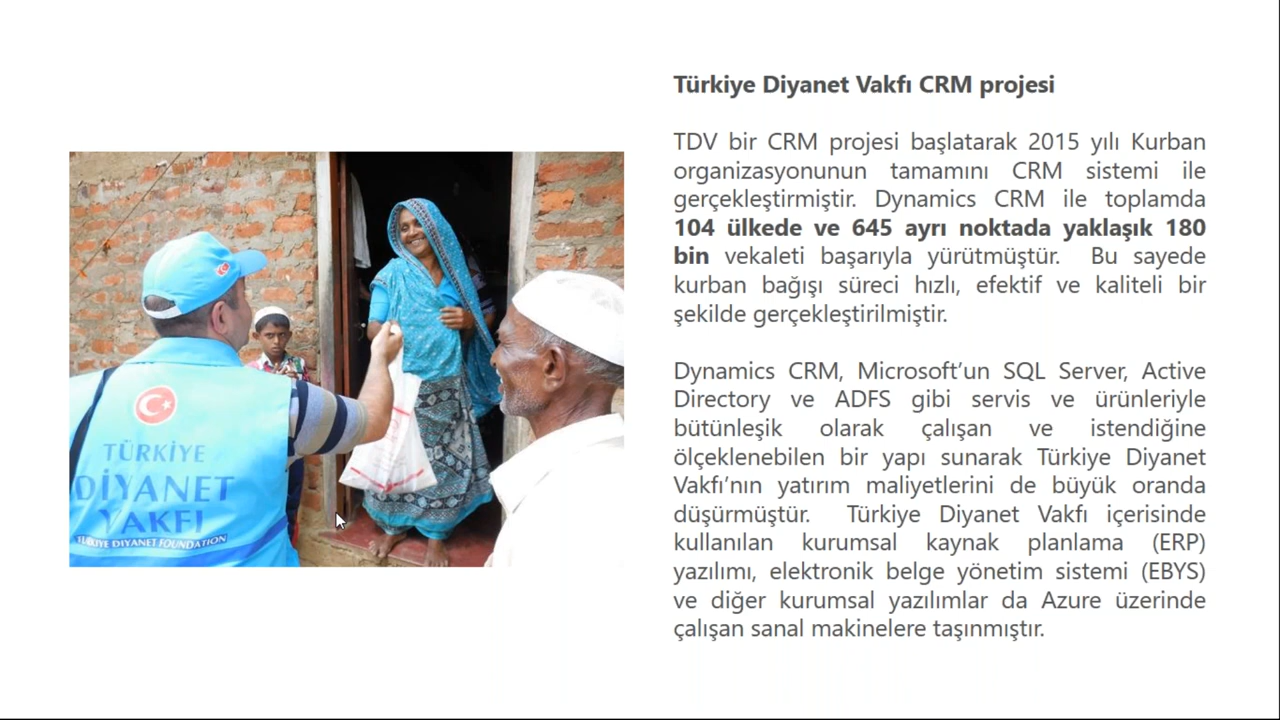 Türkiye Diyanet Vakfı CRM projesi
TDV bir CRM projesi başlatarak 2015 yılı Kurban
organizasyonunun tamamını CRM sistemi ile
gerçekleştirmiştir. Dynamics CRM ile toplamda
104 ülkede ve 645 ayrı noktada yaklaşık 180
bin vekaleti başarıyla yürütmüştür. Bu sayede
kurban bağışı süreci hızlı, efektif ve kaliteli bir
şekilde gerçekleştirilmiştir.
Dynamics CRM, Microsoft’un SQL Server, Active
Directory ve ADFS gibi servis ve ürünleriyle
bütünleşik olarak çalışan ve istendiğine
ölçeklenebilen bir yapı sunarak Türkiye Diyanet
Vakfı’nın yatırım maliyetlerini de büyük oranda
düşürmüştür. Türkiye Diyanet Vakfı içerisinde
kullanılan kurumsal kaynak planlama (ERP)
yazılımı, elektronik belge yönetim sistemi (EBYS)
ve diğer kurumsal yazılımlar da Azure üzerinde
çalışan sanal makinelere taşınmıştır.
TÜRKİYE
DİYANET
VAKFI
TÜRKİYE DİYANET FOUNDATION